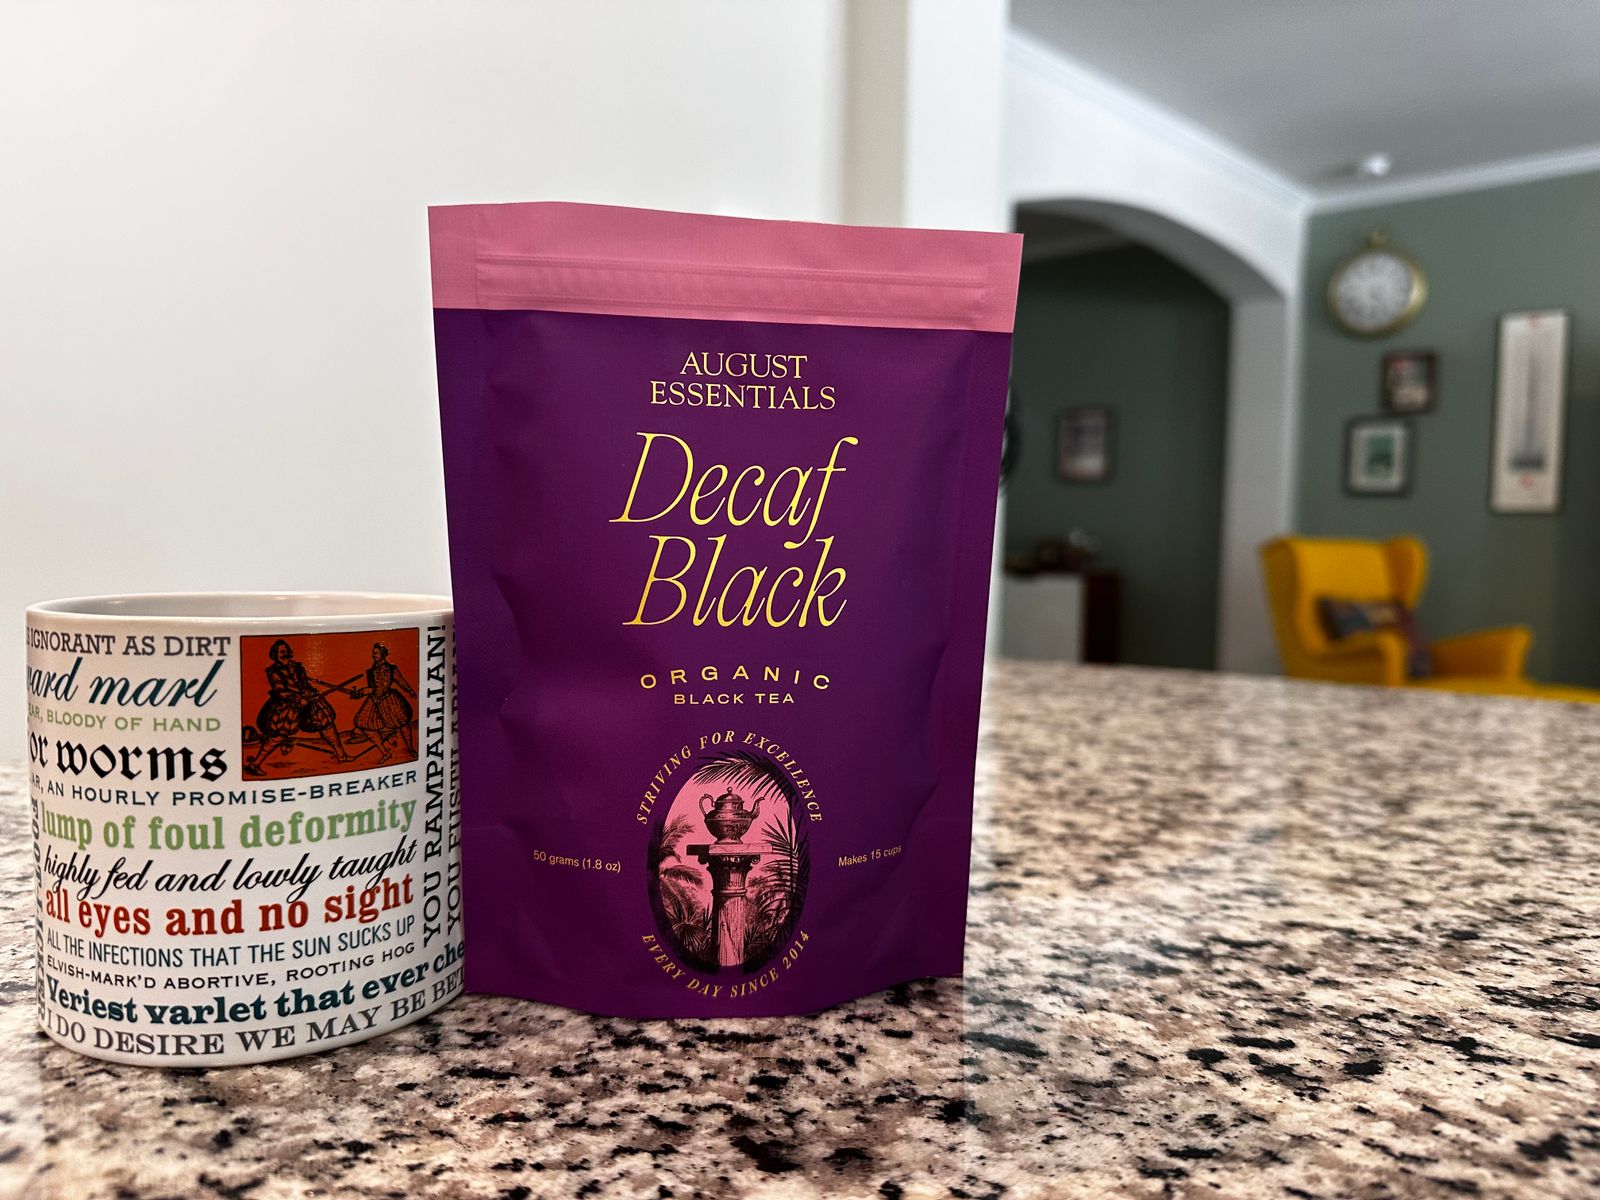 AUGUST
ESSENTIALS
Decaf
Black
ORGANIC
BLACK TEA
STRIVING FOR EXCELLENCE
50 grams (1.8 oz)
Makes 15 cups
EVERY DAY SINCE 2014
IGNORANT AS DIRT
marl
BLOODY OF HAND
or worms
AN HOURLY PROMISE-BREAKER
lump of foul deformity
highly fed and lowly taught
all eyes and no sight
ALL THE INFECTIONS THAT THE SUN SUCKS UP
ELVISH-MARK'D ABORTIVE, ROOTING HOG
Veriest varlet that ever
I DO DESIRE WE MAY BE
YOU RAMPALLIAN!
YOU